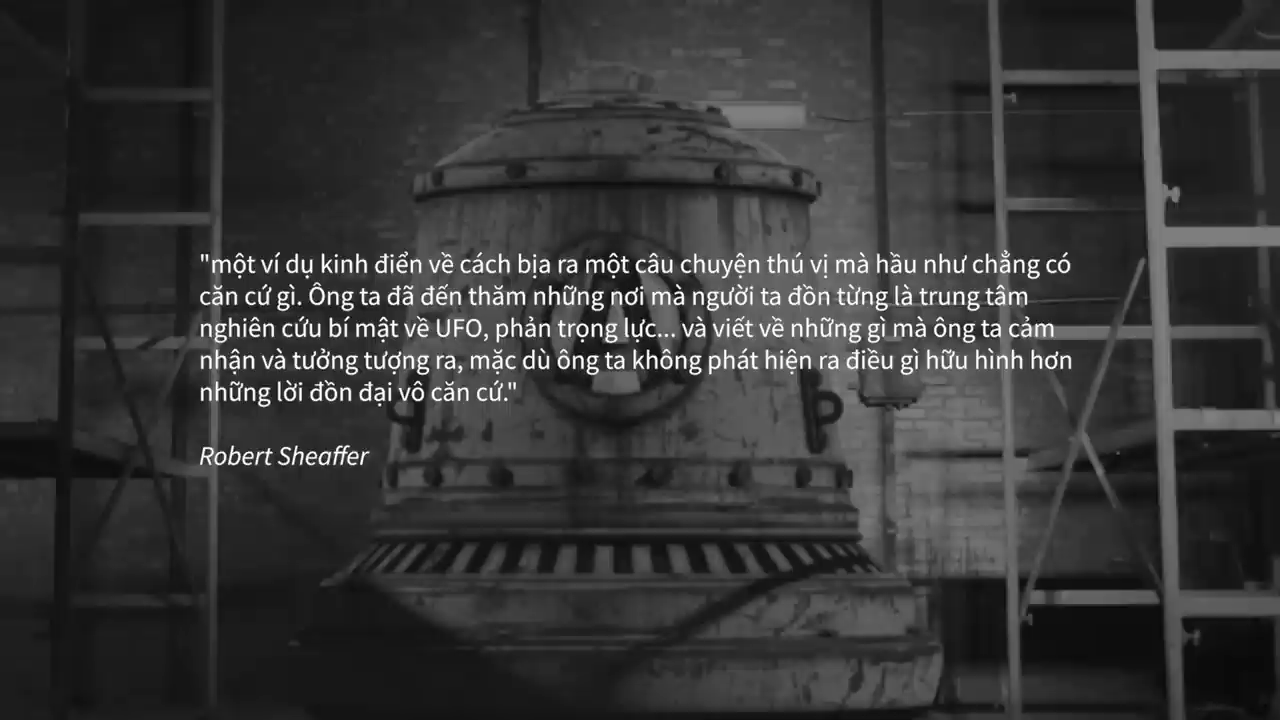 "một ví dụ kinh điển về cách bịa ra một câu chuyện thú vị mà hầu như chẳng có
căn cứ gì. Ông ta đã đến thăm những nơi mà người ta đồn từng là trung tâm
nghiên cứu bí mật về UFO, phản trọng lực... và viết về những gì mà ông ta cảm
nhận và tưởng tượng ra, mặc dù ông ta không phát hiện ra điều gì hữu hình hơn
những lời đồn đại vô căn cứ."
Robert Sheaffer